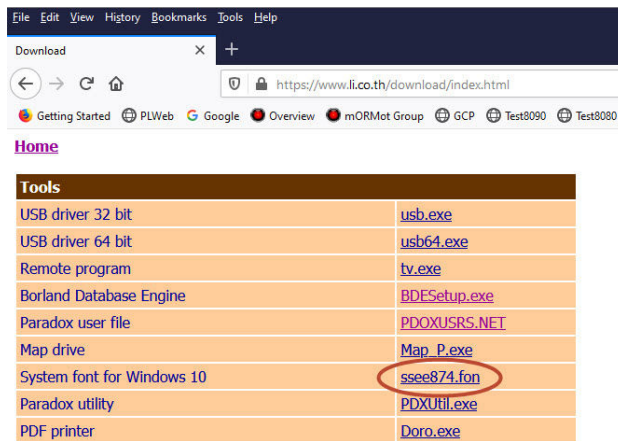 File Edit View History Bookmarks Tools Help
Download
https://www.li.co.th/download/index.html
Getting Started PLWeb Google Overview mORMot Group GCP Test8090 Test8080
Home
Tools
USB driver 32 bit usb.exe
USB driver 64 bit usb64.exe
Remote program tv.exe
Borland Database Engine BDESetup.exe
Paradox user file PDOXUSRS.NET
Map drive Map_P.exe
System font for Windows 10 ssee874.fon
Paradox utility PDXUtil.exe
PDF printer Doro.exe